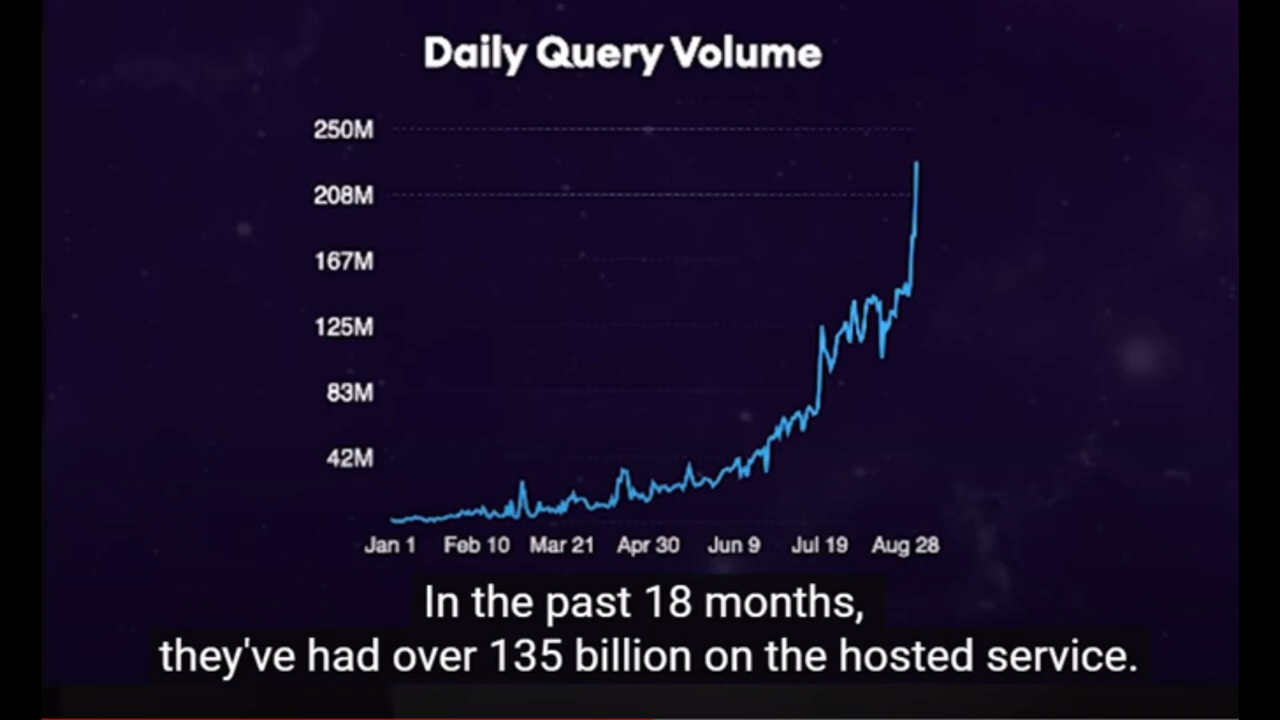 Daily Query Volume
250M
208M
167M
125M
83M
42M
Jan 1 Feb 10 Mar 21 Apr 30 Jun 9 Jul 19 Aug 28
In the past 18 months,
they've had over 135 billion on the hosted service.